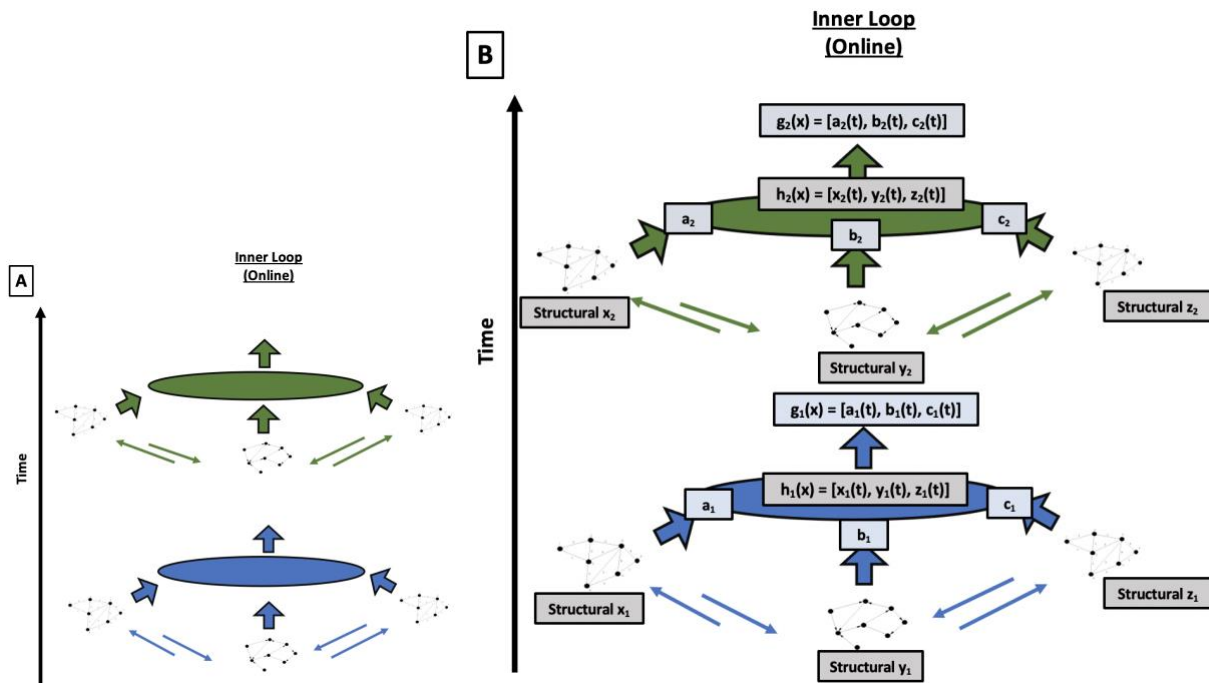 A
Inner Loop
(Online)
Time
B
Inner Loop
(Online)
Time
g₂(x) = [a₂(t), b₂(t), c₂(t)]
h₂(x) = [x₂(t), y₂(t), z₂(t)]
a₂
b₂
c₂
Structural x₂
Structural y₂
Structural z₂
g₁(x) = [a₁(t), b₁(t), c₁(t)]
h₁(x) = [x₁(t), y₁(t), z₁(t)]
a₁
b₁
c₁
Structural x₁
Structural y₁
Structural z₁